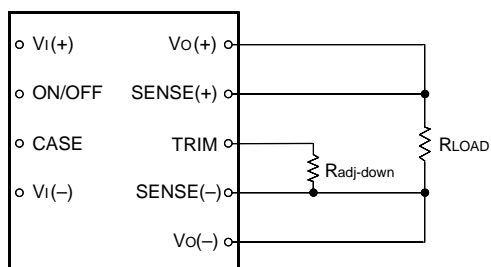 VI(+) VO(+)
ON/OFF SENSE(+)
CASE TRIM
RLOAD
Radj-down
VI(–) SENSE(–)
VO(–)